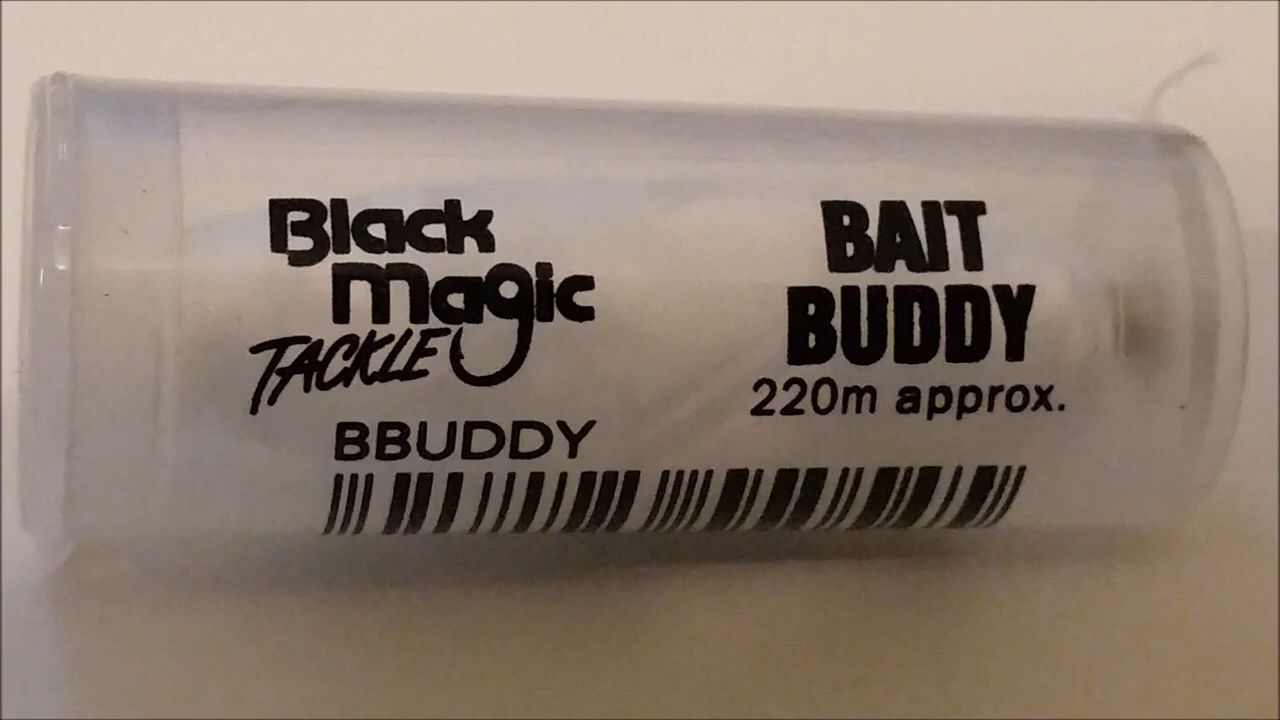 Black
Magic
TACKLE
BBUDDY
BAIT
BUDDY
220m approx.